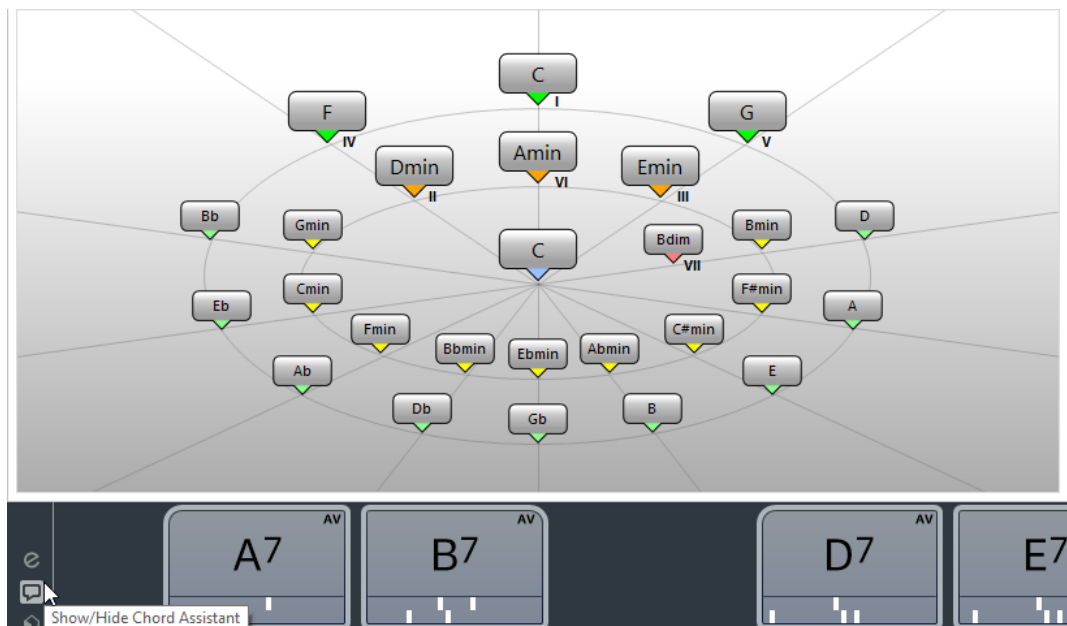 C
I
F
IV
G
V
Amin
VI
Dmin
II
Emin
III
Bb
Gmin
Bmin
D
C
Bdim
VII
Eb
Cmin
F#min
A
Fmin
C#min
Bbmin
Ebmin
Abmin
Ab
E
Db
Gb
B
AV
A7
AV
B7
AV
D7
E7
e
Show/Hide Chord Assistant